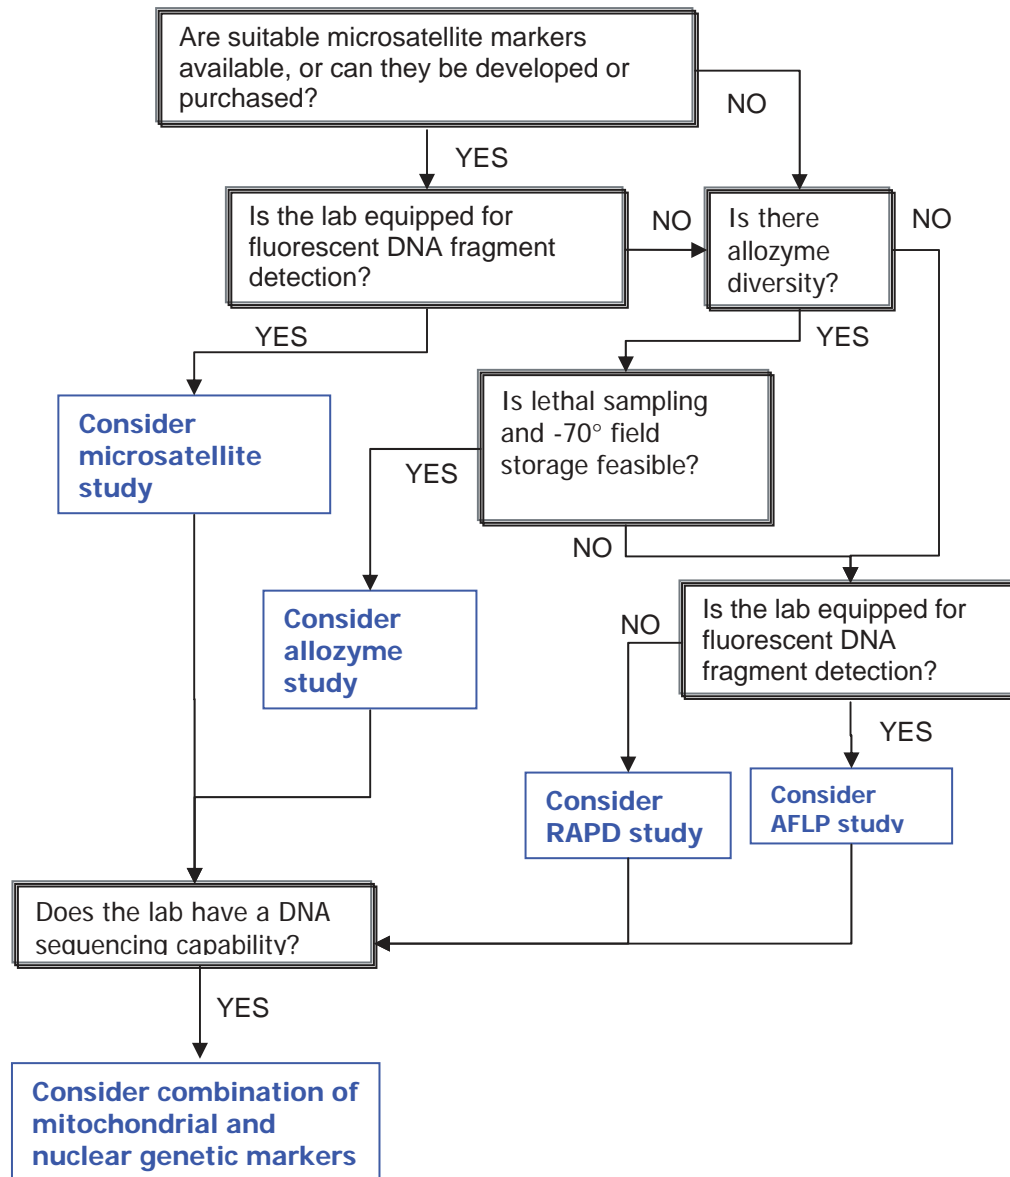 Are suitable microsatellite markers
available, or can they be developed or
purchased?
NO
YES
Is the lab equipped for
fluorescent DNA fragment
detection?
NO
Is there
allozyme
diversity?
NO
YES
YES
Consider
microsatellite
study
Is lethal sampling
and -70° field
storage feasible?
YES
NO
Consider
allozyme
study
Is the lab equipped for
fluorescent DNA
fragment detection?
NO
YES
Consider
RAPD study
Consider
AFLP study
Does the lab have a DNA
sequencing capability?
YES
Consider combination of
mitochondrial and
nuclear genetic markers